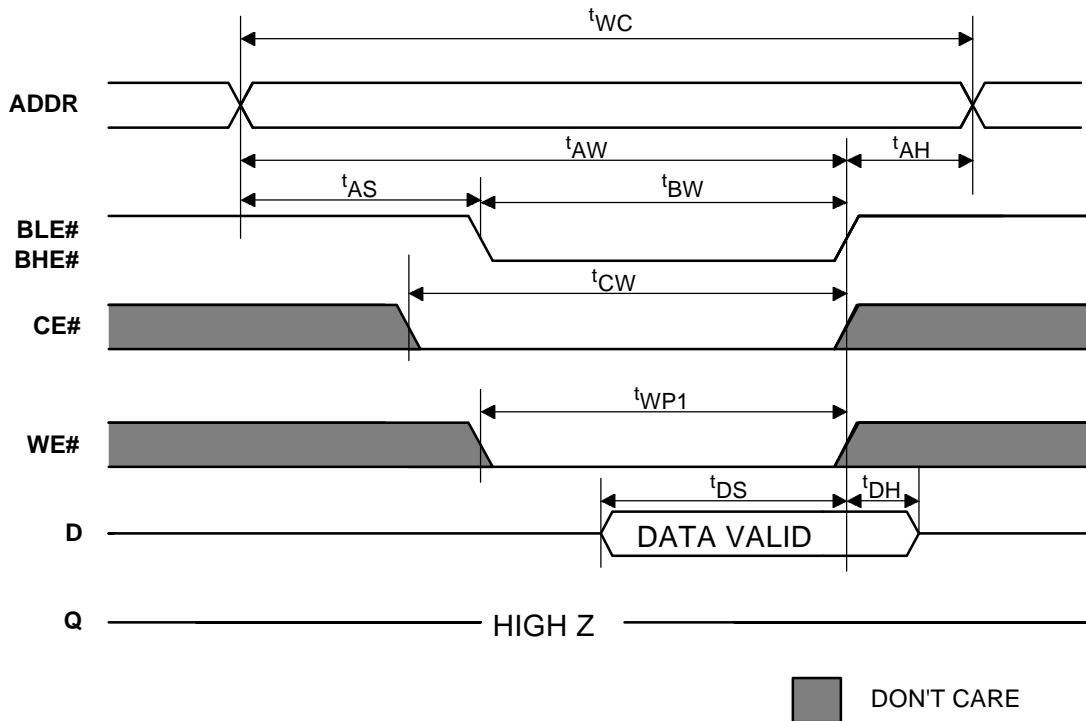 tWC
ADDR
tAW
tAH
tAS
tBW
BLE#
BHE#
tCW
CE#
tWP1
WE#
tDS
tDH
D
DATA VALID
Q
HIGH Z
DON'T CARE